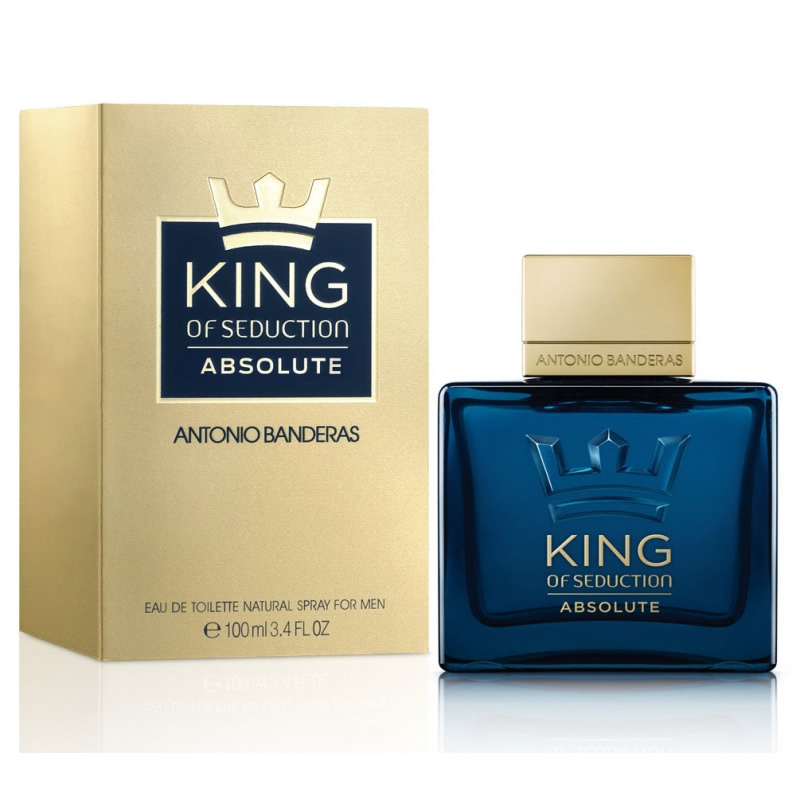 KING
OF SEDUCTION
ABSOLUTE
ANTONIO BANDERAS
EAU DE TOILETTE NATURAL SPRAY FOR MEN
℮ 100 ml 3.4 FL OZ
ANTONIO BANDERAS
KING
OF SEDUCTION
ABSOLUTE